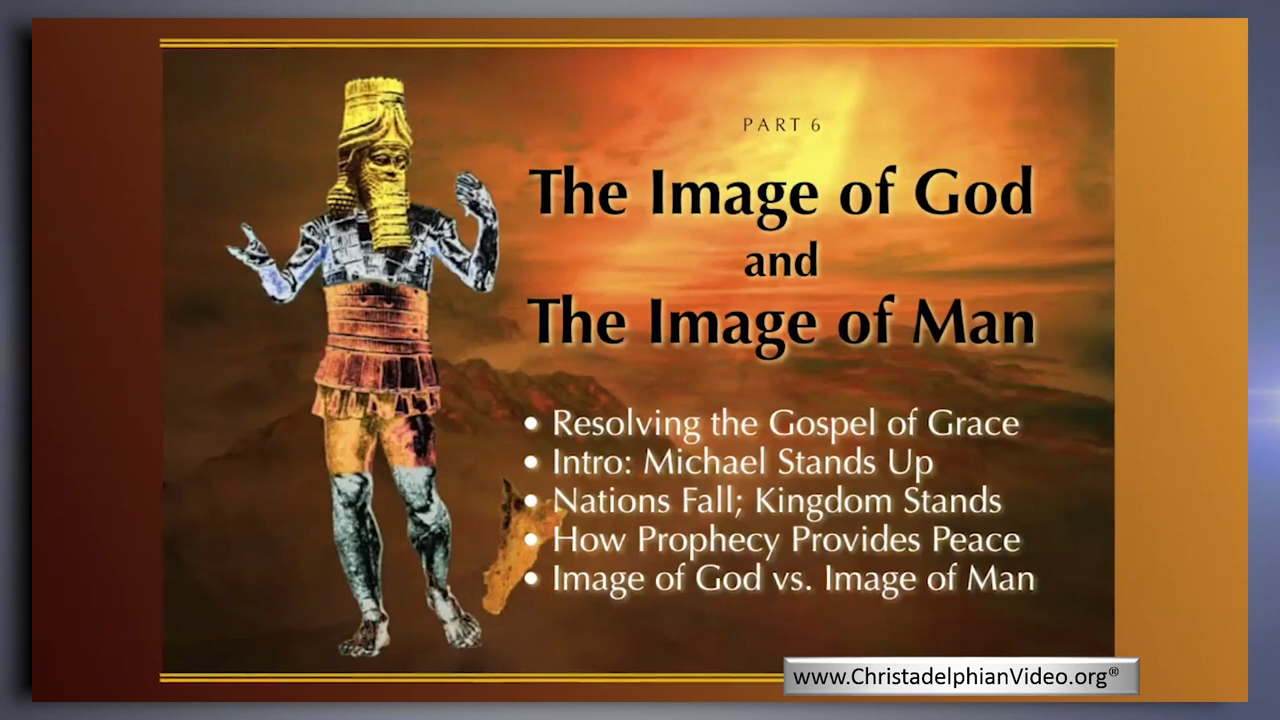 PART 6
The Image of God
and
The Image of Man
• Resolving the Gospel of Grace
• Intro: Michael Stands Up
• Nations Fall; Kingdom Stands
• How Prophecy Provides Peace
• Image of God vs. Image of Man
www.ChristadelphianVideo.org®